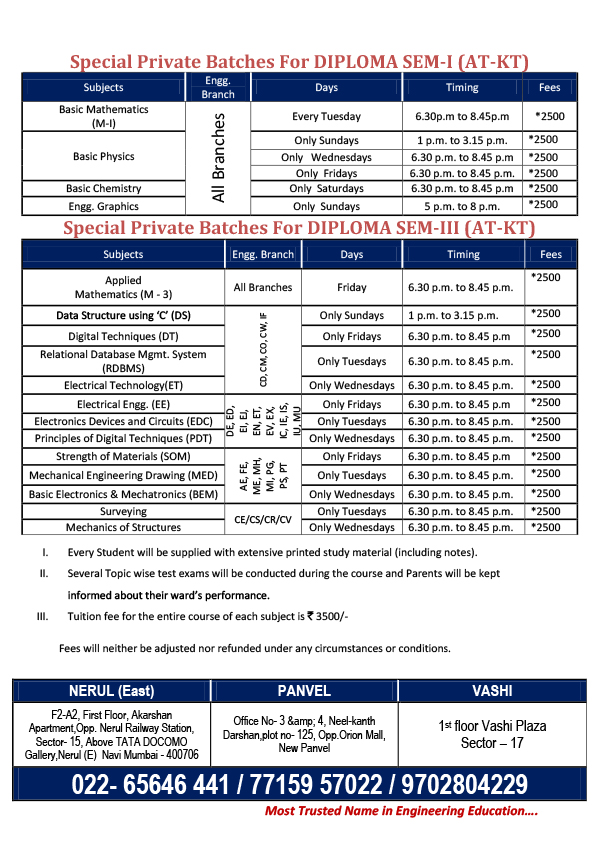 Special Private Batches For DIPLOMA SEM-I (AT-KT)
Subjects Engg. Branch Days Timing Fees
Basic Mathematics (M-I) All Branches Every Tuesday 6.30p.m to 8.45p.m *2500
Basic Physics Only Sundays 1 p.m. to 3.15 p.m. *2500
Only Wednesdays 6.30 p.m. to 8.45 p.m *2500
Only Fridays 6.30 p.m. to 8.45 p.m. *2500
Basic Chemistry Only Saturdays 6.30 p.m. to 8.45 p.m. *2500
Engg. Graphics Only Sundays 5 p.m. to 8 p.m. *2500
Special Private Batches For DIPLOMA SEM-III (AT-KT)
Subjects Engg. Branch Days Timing Fees
Applied Mathematics (M - 3) All Branches Friday 6.30 p.m. to 8.45 p.m. *2500
Data Structure using ‘C’ (DS) CD, CM, CO, CW, IF Only Sundays 1 p.m. to 3.15 p.m. *2500
Digital Techniques (DT) Only Fridays 6.30 p.m. to 8.45 p.m. *2500
Relational Database Mgmt. System (RDBMS) Only Tuesdays 6.30 p.m. to 8.45 p.m. *2500
Electrical Technology(ET) Only Wednesdays 6.30 p.m. to 8.45 p.m. *2500
Electrical Engg. (EE) DE, ED, EI, EJ, EN, ET, EV, EX, IC, IE, IS, IU, MU Only Fridays 6.30 p.m. to 8.45 p.m *2500
Electronics Devices and Circuits (EDC) Only Tuesdays 6.30 p.m. to 8.45 p.m. *2500
Principles of Digital Techniques (PDT) Only Wednesdays 6.30 p.m. to 8.45 p.m. *2500
Strength of Materials (SOM) AE, FE, ME, MH, MI, PG, PS, PT Only Fridays 6.30 p.m. to 8.45 p.m *2500
Mechanical Engineering Drawing (MED) Only Tuesdays 6.30 p.m. to 8.45 p.m. *2500
Basic Electronics & Mechatronics (BEM) Only Wednesdays 6.30 p.m. to 8.45 p.m. *2500
Surveying CE/CS/CR/CV Only Tuesdays 6.30 p.m. to 8.45 p.m. *2500
Mechanics of Structures Only Wednesdays 6.30 p.m. to 8.45 p.m. *2500
I. Every Student will be supplied with extensive printed study material (including notes).
II. Several Topic wise test exams will be conducted during the course and Parents will be kept
informed about their ward’s performance.
III. Tuition fee for the entire course of each subject is ₹ 3500/-
Fees will neither be adjusted nor refunded under any circumstances or conditions.
NERUL (East) PANVEL VASHI
F2-A2, First Floor, Akarshan
Apartment,Opp. Nerul Railway Station,
Sector- 15, Above TATA DOCOMO
Gallery,Nerul (E) Navi Mumbai - 400706
Office No- 3 &amp; 4, Neel-kanth
Darshan,plot no- 125, Opp.Orion Mall,
New Panvel
1st floor Vashi Plaza
Sector – 17
022- 65646 441 / 77159 57022 / 9702804229
Most Trusted Name in Engineering Education....